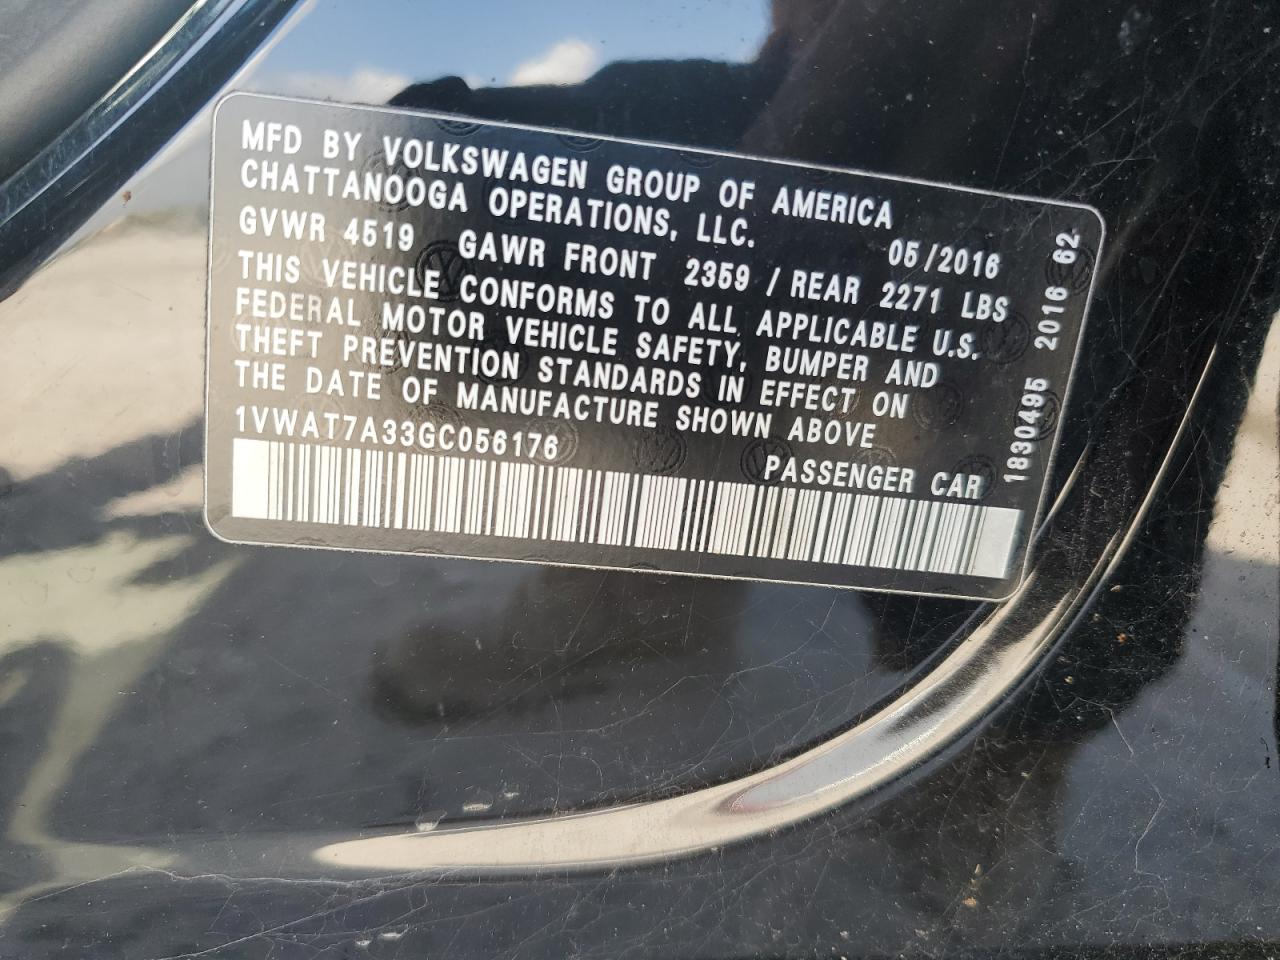 MFD BY VOLKSWAGEN GROUP OF AMERICA
CHATTANOOGA OPERATIONS, LLC.
05/2016
GVWR 4519 GAWR FRONT 2359 / REAR 2271 LBS
THIS VEHICLE CONFORMS TO ALL APPLICABLE U.S.
FEDERAL MOTOR VEHICLE SAFETY, BUMPER AND
THEFT PREVENTION STANDARDS IN EFFECT ON
THE DATE OF MANUFACTURE SHOWN ABOVE
1VWAT7A33GC056176
PASSENGER CAR
1830495 2016 62